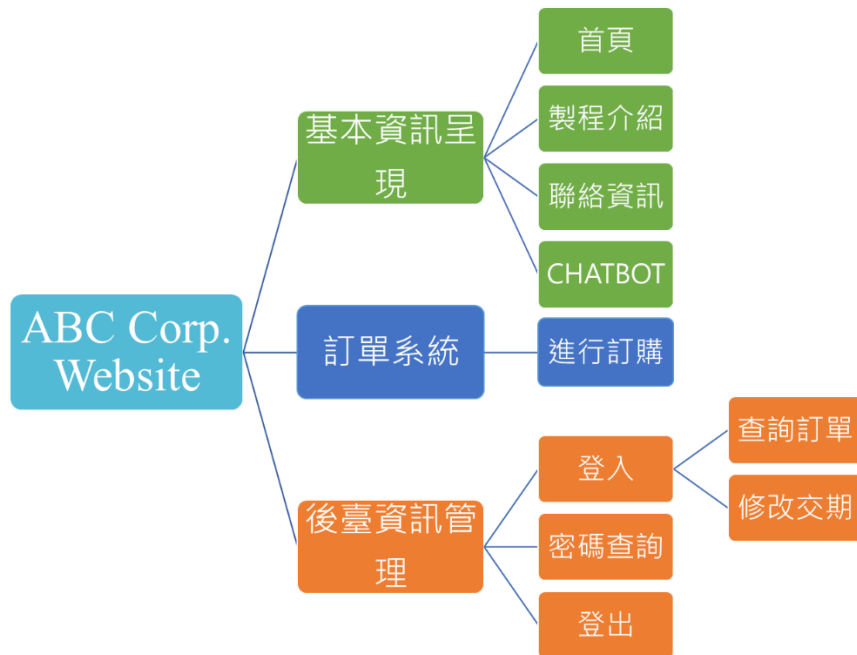 首頁
製程介紹
聯絡資訊
CHATBOT
基本資訊呈
現
ABC Corp.
Website
訂單系統
進行訂購
後臺資訊管
理
登入
密碼查詢
登出
查詢訂單
修改交期